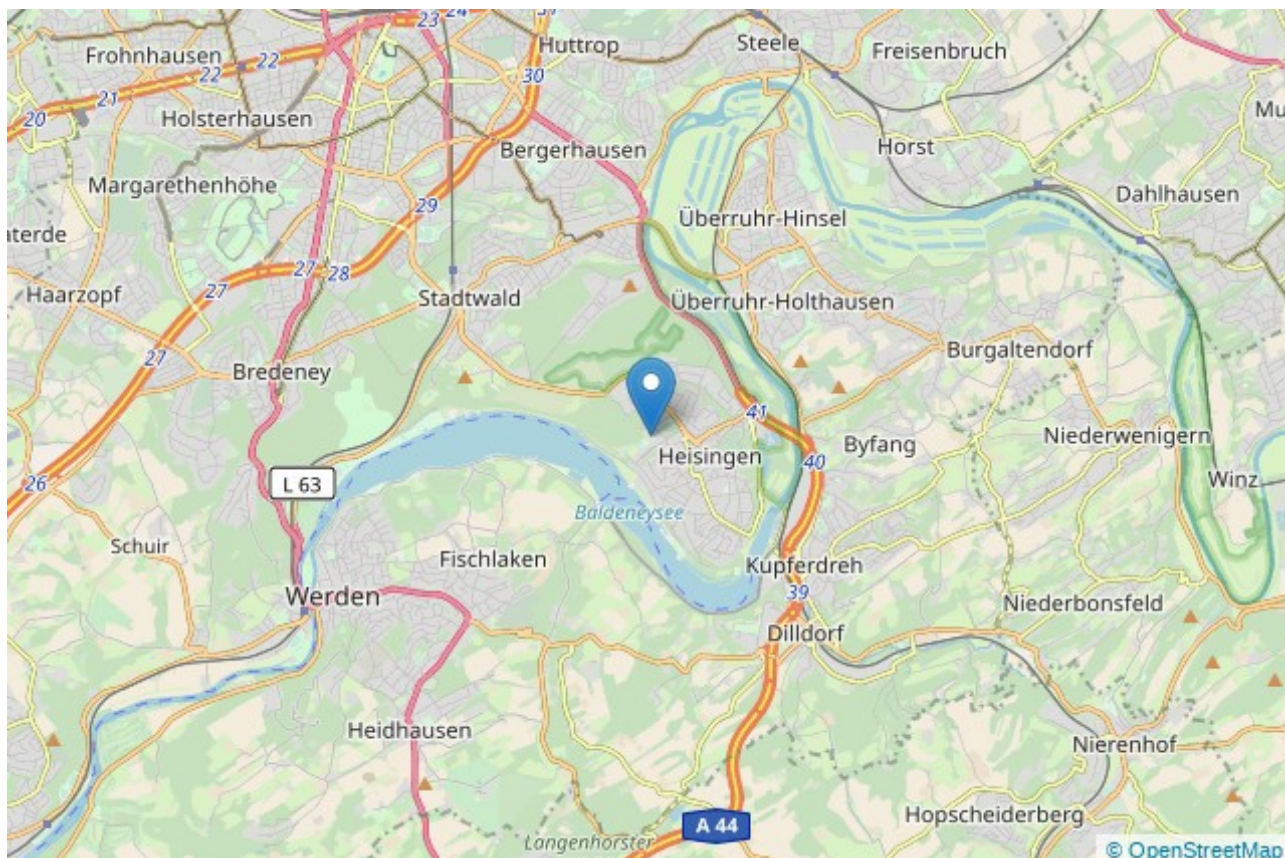 23
24
31
Frohnhausen
22
22
Huttrop
Steele
Freisenbruch
30
21
20
Holsterhausen
Bergerhausen
Horst
Margarethenhöhe
Dahlhausen
29
Überruhr-Hinsel
aterde
27
28
Haarzopf
27
Stadtwald
Überruhr-Holthausen
27
Burgaltendorf
Bredeney
41
Niederwenigern
Byfang
Heisingen
40
26
L 63
Winz
Baldeneysee
Schuir
Fischlaken
Kupferdreh
Werden
39
Niederbonsfeld
Dilldorf
Heidhausen
Nierenhof
Hopscheiderberg
A 44
Langenhorster
© OpenStreetMap